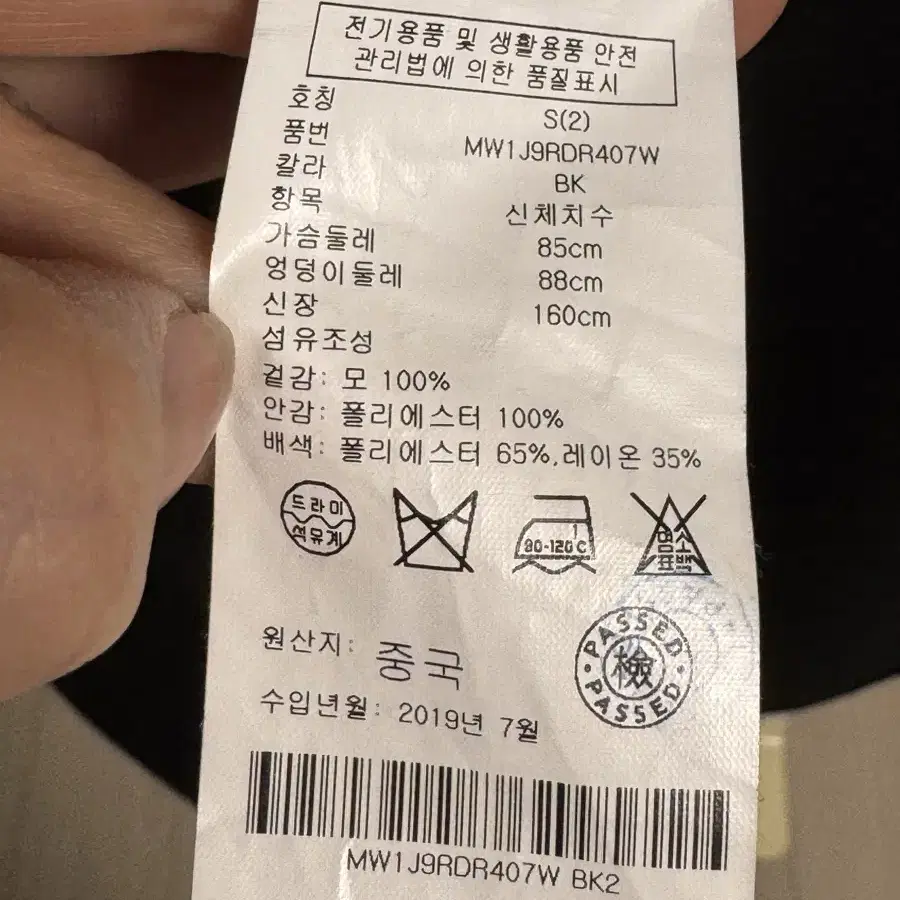 전기용품 및 생활용품 안전
관리법에 의한 품질표시
호칭 S(2)
품번 MW1J9RDR407W
칼라 BK
항목 신체치수
가슴둘레 85cm
엉덩이둘레 88cm
신장 160cm
섬유조성
겉감: 모 100%
안감: 폴리에스터 100%
배색: 폴리에스터 65%,레이온 35%
드라이
석유계
1
80-120C
염소
표백
원산지: 중국
PASSED
檢
PASSED
수입년월: 2019년 7월
MW1J9RDR407W BK2